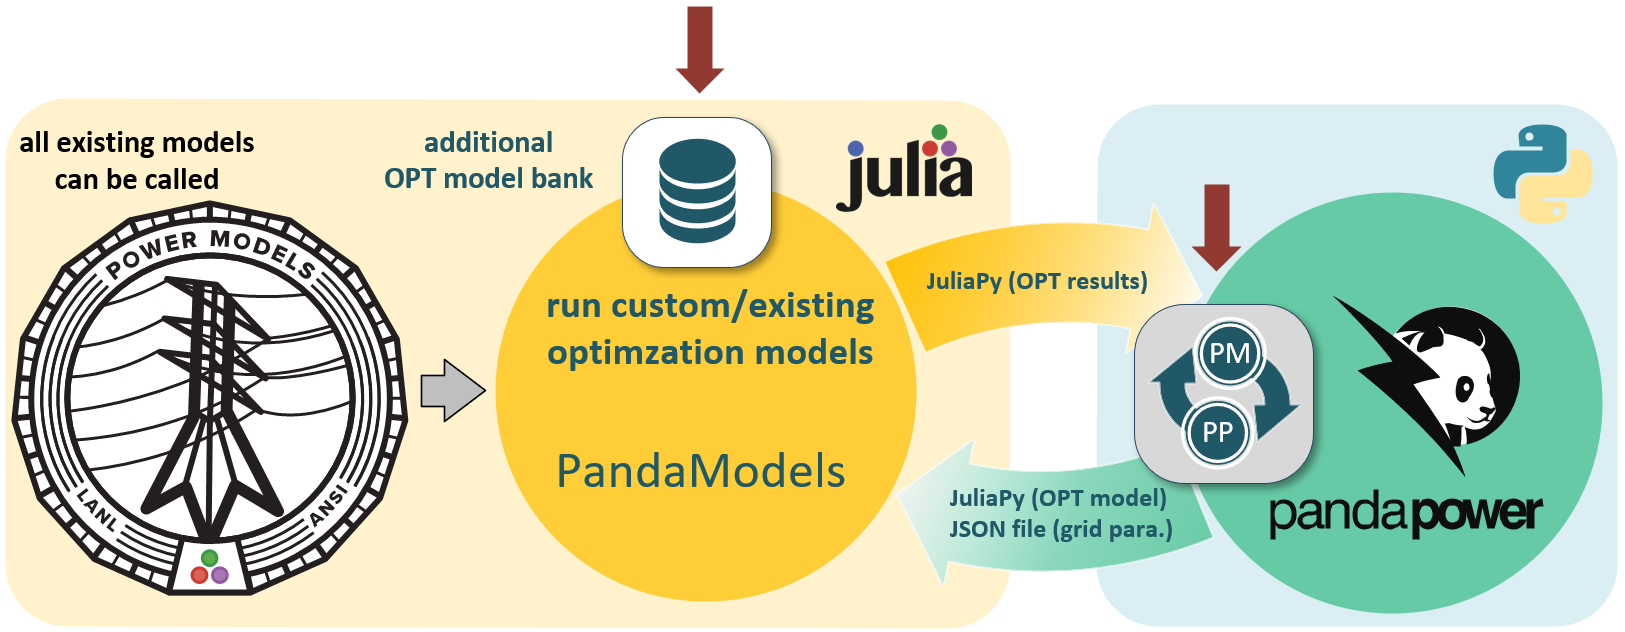 all existing models
can be called
additional
OPT model bank
julia
POWER MODELS
LANL
ANSI
run custom/existing
optimzation models
PandaModels
JuliaPy (OPT results)
PM
PP
JuliaPy (OPT model)
JSON file (grid para.)
pandapower